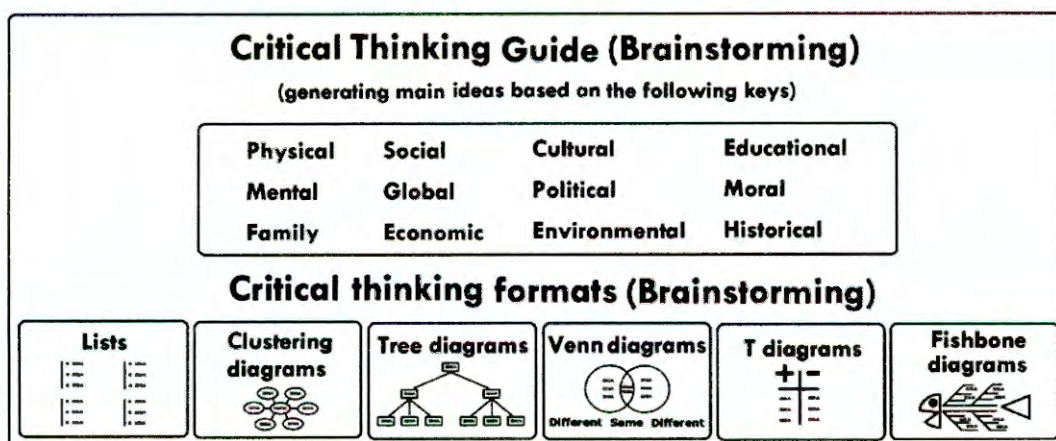 Critical Thinking Guide (Brainstorming)
(generating main ideas based on the following keys)
Physical Social Cultural Educational
Mental Global Political Moral
Family Economic Environmental Historical
Critical thinking formats (Brainstorming)
Lists
Clustering
diagrams
Tree diagrams
Venn diagrams
Different Same Different
T diagrams
+ −
Fishbone
diagrams